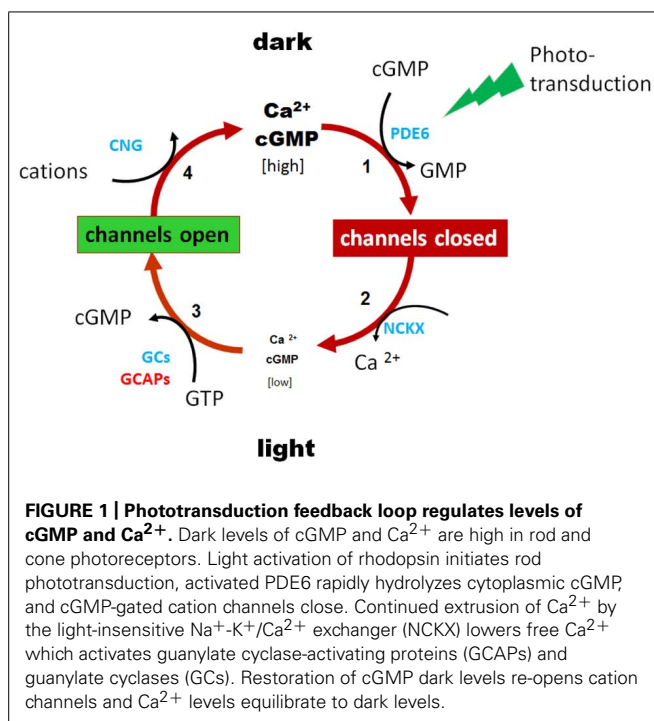 dark
Photo-
transduction
cGMP
Ca²⁺
cGMP
[high]
CNG
PDE6
1
GMP
4
cations
channels open
channels closed
3
2
cGMP
NCKX
Ca ²⁺
Ca ²⁺
cGMP
[low]
GCs
GCAPs
GTP
light
FIGURE 1 | Phototransduction feedback loop regulates levels of
cGMP and Ca²⁺. Dark levels of cGMP and Ca²⁺ are high in rod and
cone photoreceptors. Light activation of rhodopsin initiates rod
phototransduction, activated PDE6 rapidly hydrolyzes cytoplasmic cGMP,
and cGMP-gated cation channels close. Continued extrusion of Ca²⁺ by
the light-insensitive Na⁺-K⁺/Ca²⁺ exchanger (NCKX) lowers free Ca²⁺
which activates guanylate cyclase-activating proteins (GCAPs) and
guanylate cyclases (GCs). Restoration of cGMP dark levels re-opens cation
channels and Ca²⁺ levels equilibrate to dark levels.